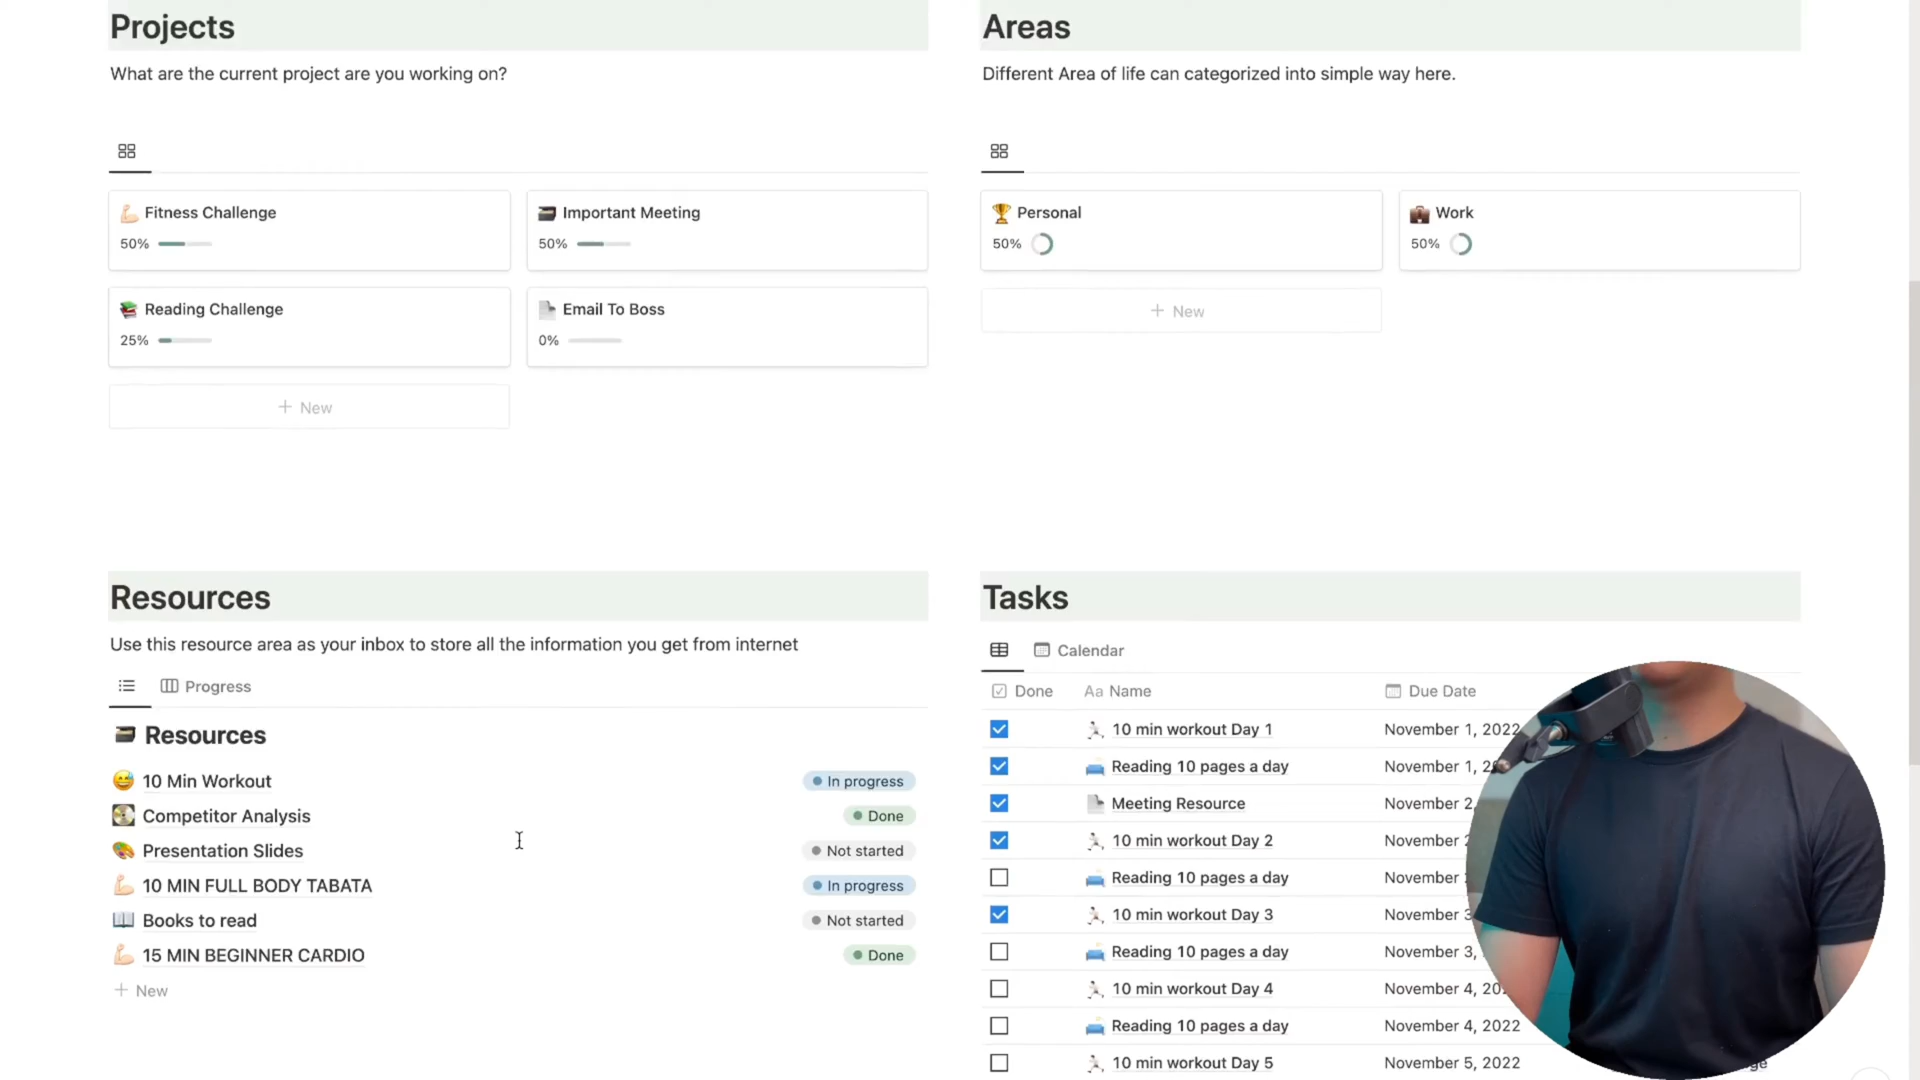 Projects
What are the current project are you working on?
Fitness Challenge
50%
Important Meeting
50%
Reading Challenge
25%
Email To Boss
0%
+ New
Areas
Different Area of life can categorized into simple way here.
Personal
50%
Work
50%
+ New
Resources
Use this resource area as your inbox to store all the information you get from internet
Progress
Resources
10 Min Workout In progress
Competitor Analysis Done
Presentation Slides Not started
10 MIN FULL BODY TABATA In progress
Books to read Not started
15 MIN BEGINNER CARDIO Done
+ New
Tasks
Calendar
Done Aa Name Due Date
10 min workout Day 1 November 1, 2022
Reading 10 pages a day November 1,
Meeting Resource November 2,
10 min workout Day 2 November
Reading 10 pages a day November
10 min workout Day 3 November
Reading 10 pages a day November 3,
10 min workout Day 4 November 4,
Reading 10 pages a day November 4, 2022
10 min workout Day 5 November 5, 2022